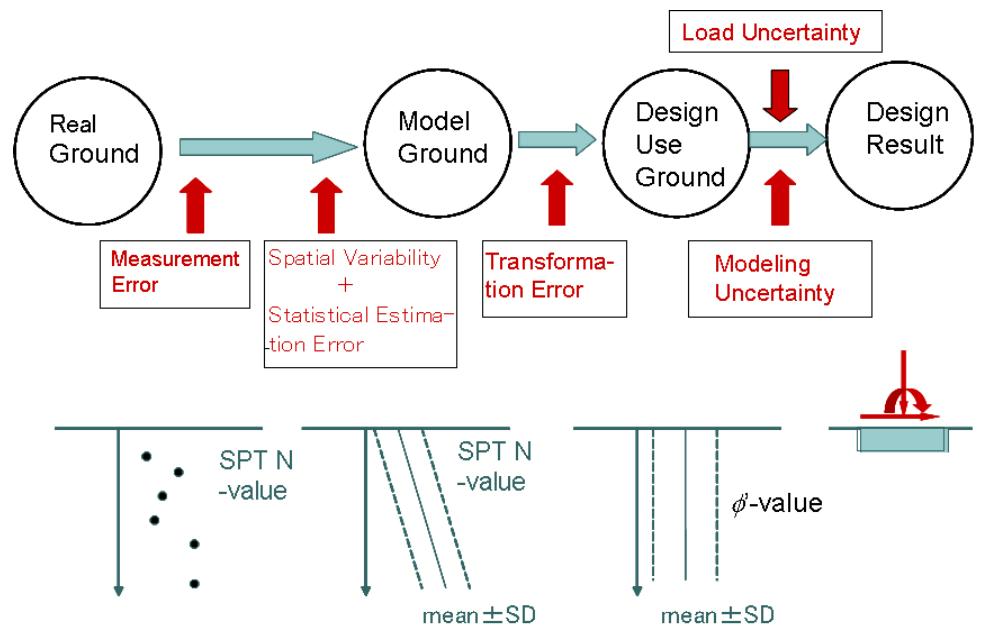 Load Uncertainty
Real
Ground
Model
Ground
Design
Use
Ground
Design
Result
Measurement
Error
Spatial Variability
+
Statistical Estima-
-tion Error
Transforma-
tion Error
Modeling
Uncertainty
SPT N
-value
SPT N
-value
mean ±SD
ϕ'-value
mean ±SD